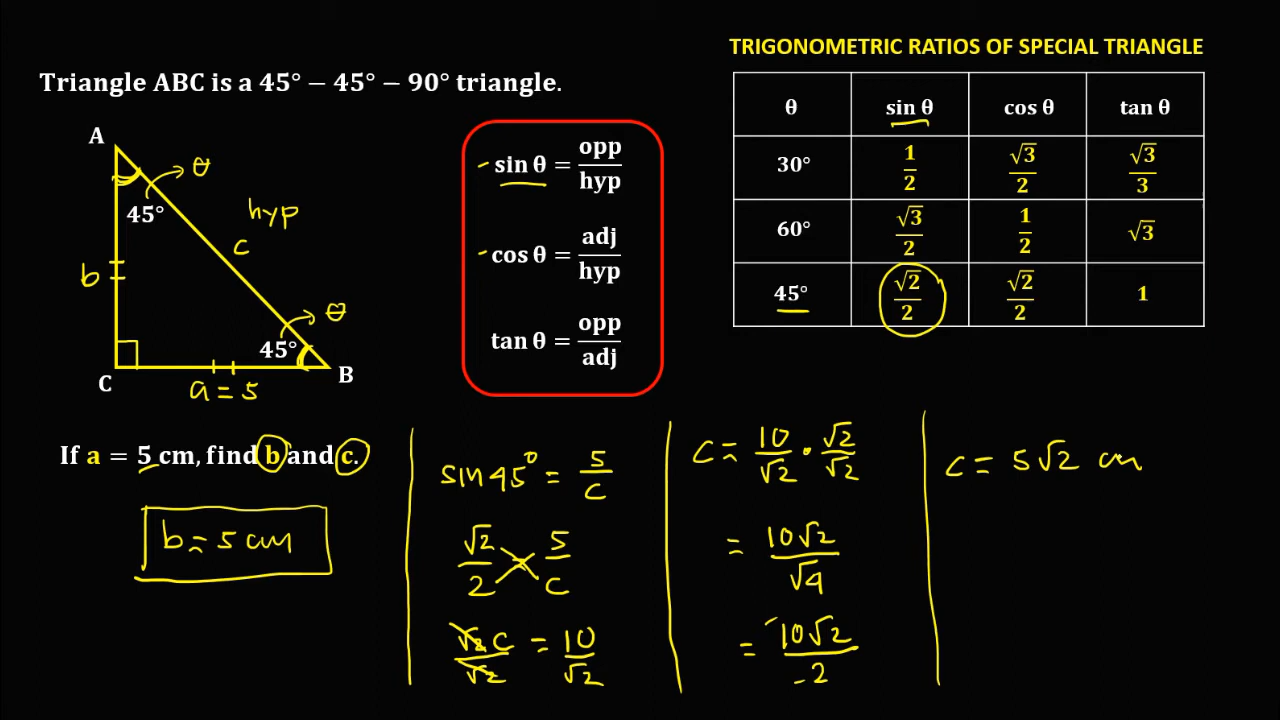 TRIGONOMETRIC RATIOS OF SPECIAL TRIANGLE
Triangle ABC is a 45° − 45° − 90° triangle.
A
θ
45°
hyp
c
b
θ
45°
C
B
a = 5
sin θ = opp/hyp
cos θ = adj/hyp
tan θ = opp/adj
θ sin θ cos θ tan θ
30° 1/2 √3/2 √3/3
60° √3/2 1/2 √3
45° √2/2 √2/2 1
If a = 5 cm, find b and c.
b = 5 cm
sin 45° = 5/c
√2/2 5/c
√2 c/√2 = 10/√2
c = 10/√2 · √2/√2
= 10√2/√4
= 10√2/2
c = 5√2 cm